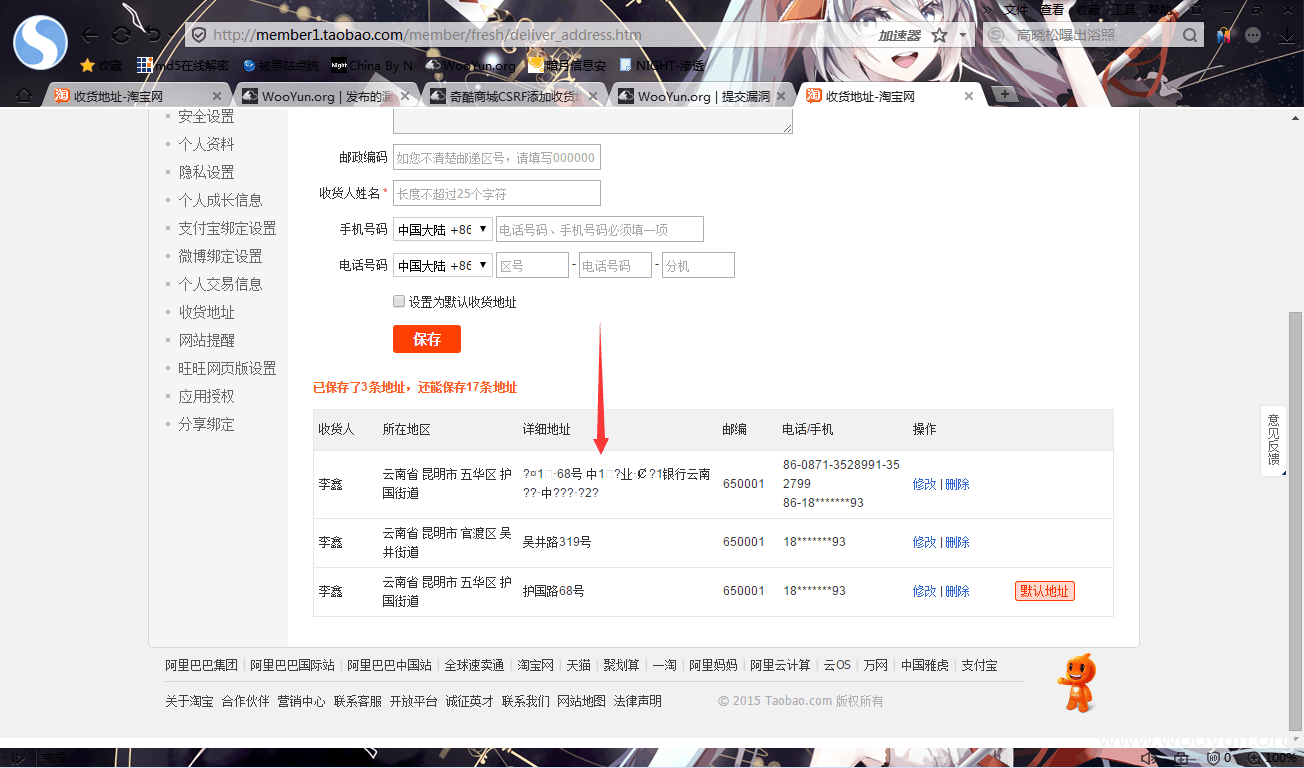 文件 查看 收藏 工具 帮助
http://member1.taobao.com/member/fresh/deliver_address.htm
加速器
高晓松曝出浴照
收藏
md5在线解密
被黑站点统
China By N
WooYun.org
暗月信息安
NIGHT-渗透
收货地址-淘宝网
WooYun.org | 发布的漏
奇酷商城CSRF添加收货
WooYun.org | 提交漏洞
收货地址-淘宝网
安全设置
个人资料
隐私设置
个人成长信息
支付宝绑定设置
微博绑定设置
个人交易信息
收货地址
网站提醒
旺旺网页版设置
应用授权
分享绑定
邮政编码 如您不清楚邮递区号，请填写000000
收货人姓名* 长度不超过25个字符
手机号码 中国大陆 +86 电话号码、手机号码必须填一项
电话号码 中国大陆 +86 区号 - 电话号码 - 分机
设置为默认收货地址
保存
已保存了3条地址，还能保存17条地址
收货人 所在地区 详细地址 邮编 电话/手机 操作
李鑫
云南省 昆明市 五华区 护
国街道
?¤1□·68号 中1□?业·₡?1银行云南
??·中???·?2?
650001
86-0871-3528991-35
2799
86-18*******93
修改 | 删除
李鑫
云南省 昆明市 官渡区 吴
井街道
吴井路319号
650001
18*******93
修改 | 删除
李鑫
云南省 昆明市 五华区 护
国街道
护国路68号
650001
18*******93
修改 | 删除
默认地址
意见反馈
阿里巴巴集团 | 阿里巴巴国际站 | 阿里巴巴中国站 | 全球速卖通 | 淘宝网 | 天猫 | 聚划算 | 一淘 | 阿里妈妈 | 阿里云计算 | 云OS | 万网 | 中国雅虎 | 支付宝
关于淘宝 合作伙伴 营销中心 联系客服 开放平台 诚征英才 联系我们 网站地图 法律声明 © 2015 Taobao.com 版权所有
www.wooyun.org
完成
0
100%